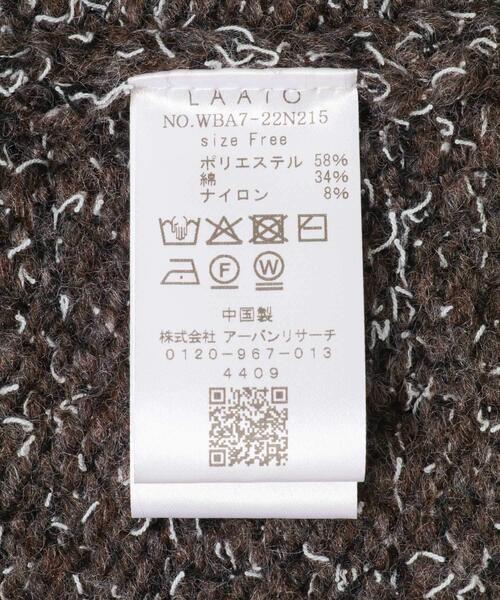 LAATO
NO.WBA7-22N215
size Free
ポリエステル 58%
綿 34%
ナイロン 8%
F W
中国製
株式会社 アーバンリサーチ
0120-967-013
4409